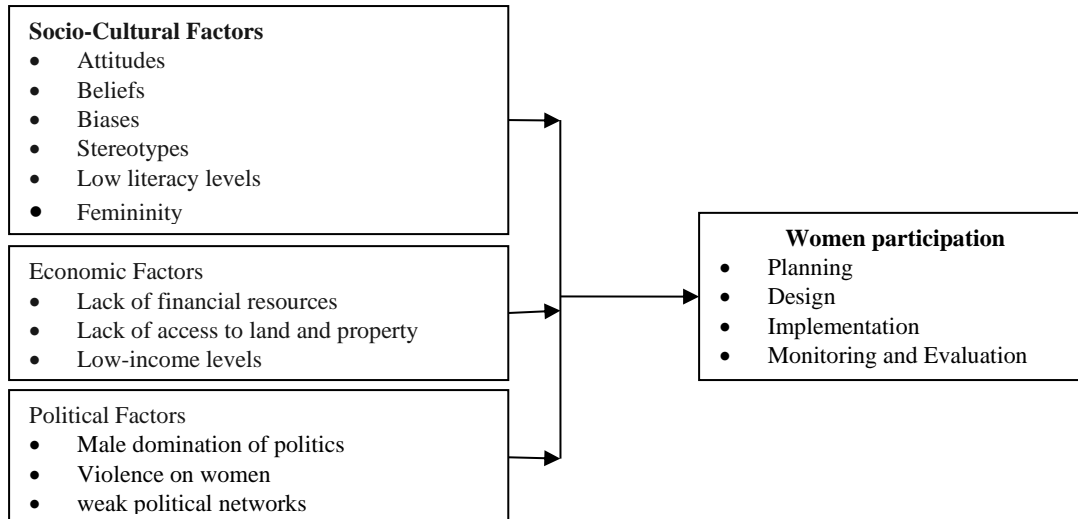 Socio-Cultural Factors
• Attitudes
• Beliefs
• Biases
• Stereotypes
• Low literacy levels
• Femininity
Economic Factors
• Lack of financial resources
• Lack of access to land and property
• Low-income levels
Political Factors
• Male domination of politics
• Violence on women
• weak political networks
Women participation
• Planning
• Design
• Implementation
• Monitoring and Evaluation